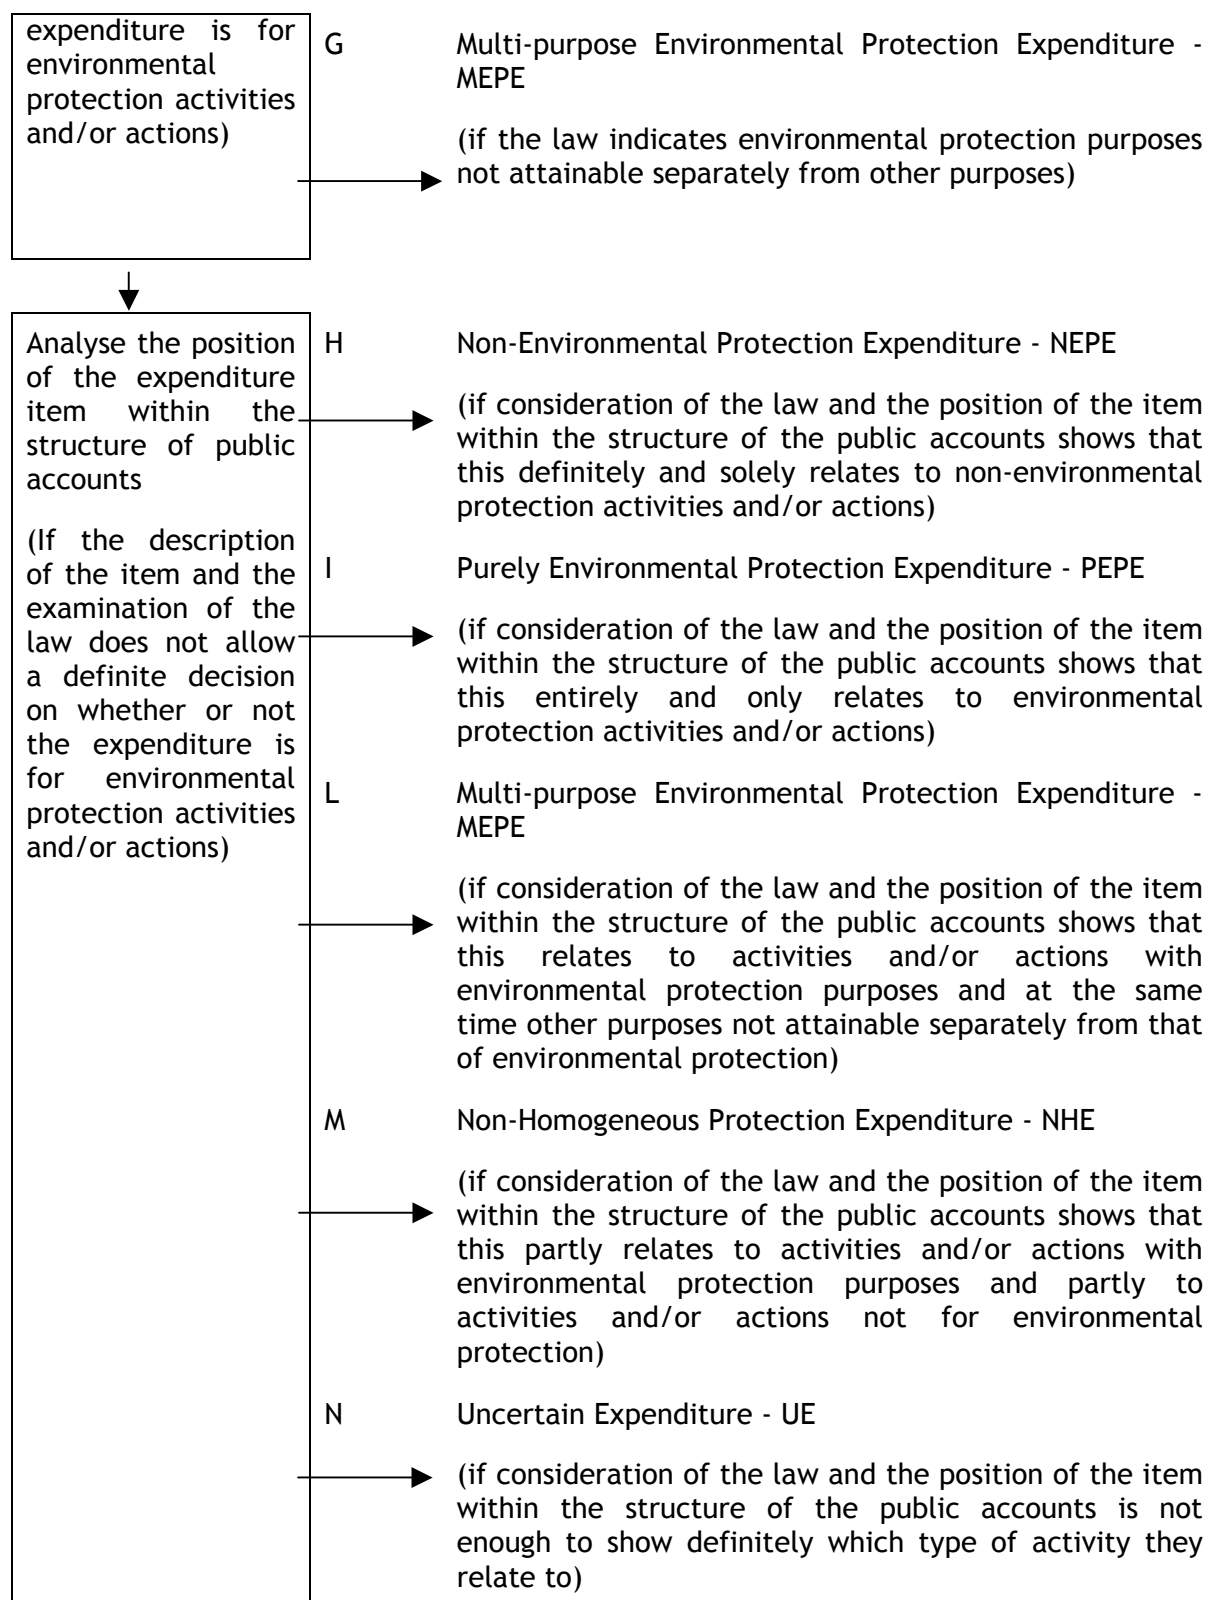 expenditure is for
environmental
protection activities
and/or actions)
G Multi-purpose Environmental Protection Expenditure -
MEPE
(if the law indicates environmental protection purposes
not attainable separately from other purposes)
Analyse the position
of the expenditure
item within the
structure of public
accounts
(If the description
of the item and the
examination of the
law does not allow
a definite decision
on whether or not
the expenditure is
for environmental
protection activities
and/or actions)
H Non-Environmental Protection Expenditure - NEPE
(if consideration of the law and the position of the item
within the structure of the public accounts shows that
this definitely and solely relates to non-environmental
protection activities and/or actions)
I Purely Environmental Protection Expenditure - PEPE
(if consideration of the law and the position of the item
within the structure of the public accounts shows that
this entirely and only relates to environmental
protection activities and/or actions)
L Multi-purpose Environmental Protection Expenditure -
MEPE
(if consideration of the law and the position of the item
within the structure of the public accounts shows that
this relates to activities and/or actions with
environmental protection purposes and at the same
time other purposes not attainable separately from that
of environmental protection)
M Non-Homogeneous Protection Expenditure - NHE
(if consideration of the law and the position of the item
within the structure of the public accounts shows that
this partly relates to activities and/or actions with
environmental protection purposes and partly to
activities and/or actions not for environmental
protection)
N Uncertain Expenditure - UE
(if consideration of the law and the position of the item
within the structure of the public accounts is not
enough to show definitely which type of activity they
relate to)